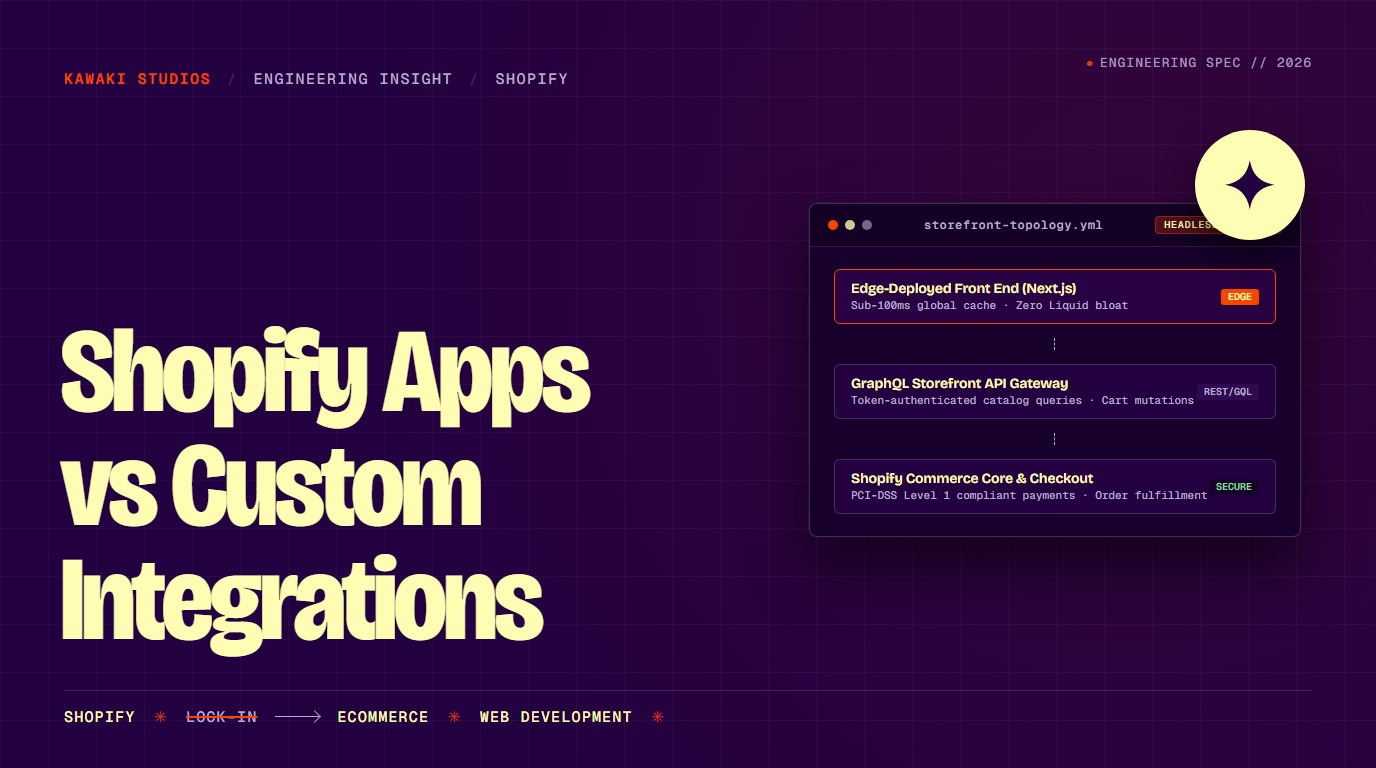 KAWAKI STUDIOS / ENGINEERING INSIGHT / SHOPIFY
ENGINEERING SPEC // 2026
storefront-topology.yml
Edge-Deployed Front End (Next.js)
Sub-100ms global cache · Zero Liquid bloat
EDGE
GraphQL Storefront API Gateway
Token-authenticated catalog queries · Cart mutations
REST/GQL
Shopify Commerce Core & Checkout
PCI-DSS Level 1 compliant payments · Order fulfillment
SECURE
Shopify Apps
vs Custom
Integrations
SHOPIFY LOCK-IN ECOMMERCE WEB DEVELOPMENT